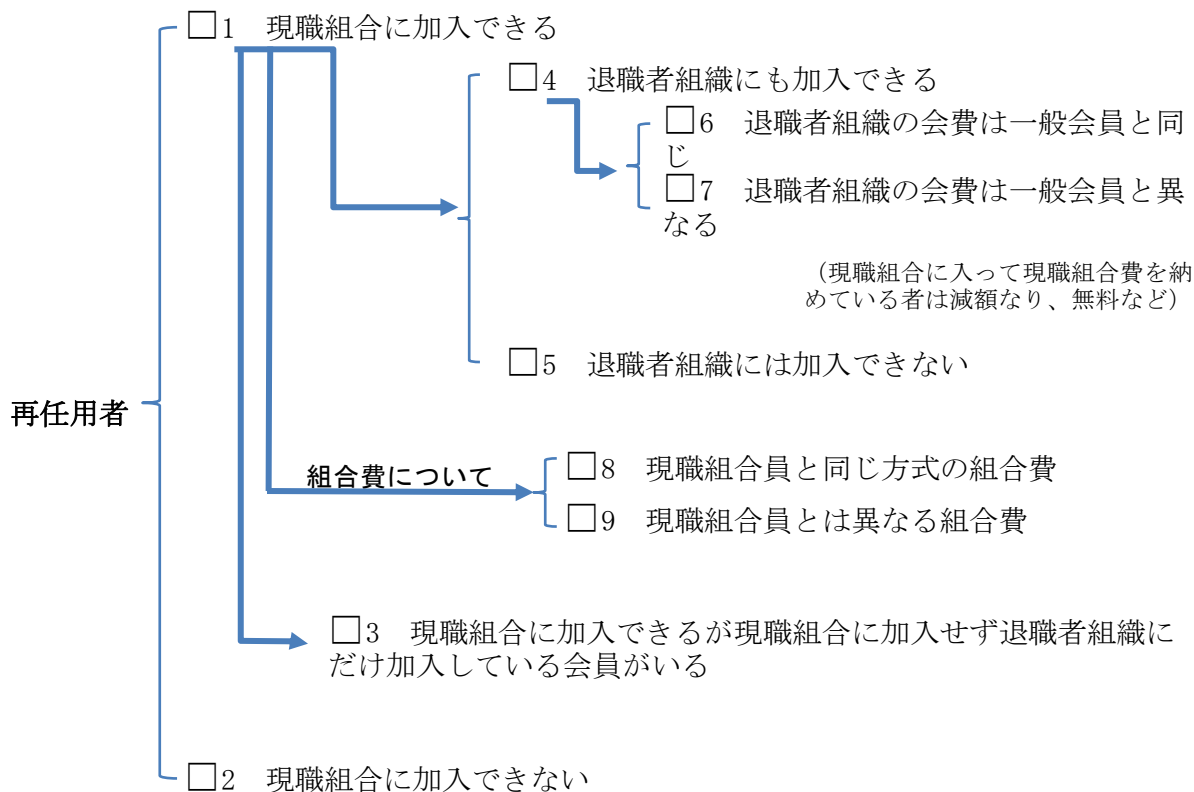 □1　現職組合に加入できる
□4　退職者組織にも加入できる
□6　退職者組織の会費は一般会員と同
じ
□7　退職者組織の会費は一般会員と異
なる
（現職組合に入って現職組合費を納
めている者は減額なり、無料など）
□5　退職者組織には加入できない
再任用者
組合費について
□8　現職組合員と同じ方式の組合費
□9　現職組合員とは異なる組合費
□3　現職組合に加入できるが現職組合に加入せず退職者組織に
だけ加入している会員がいる
□2　現職組合に加入できない